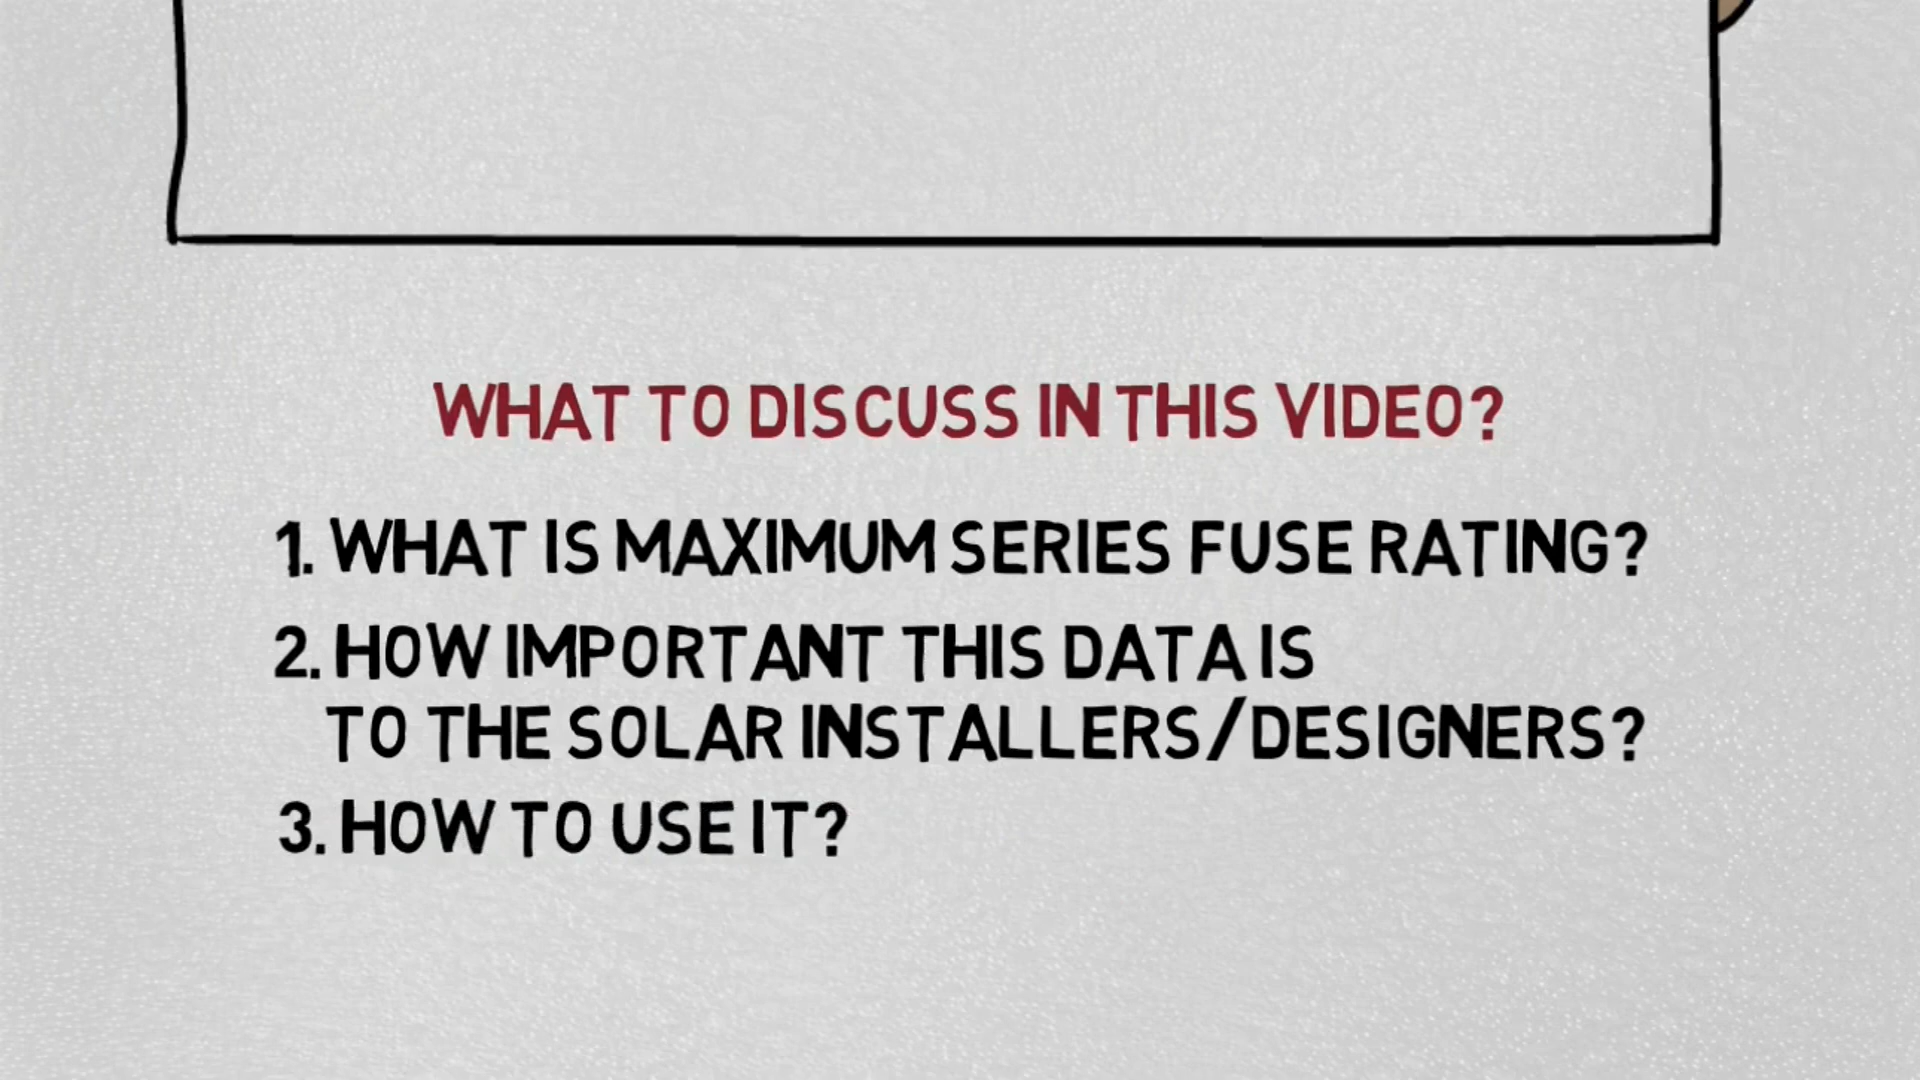 WHAT TO DISCUSS IN THIS VIDEO?
1. WHAT IS MAXIMUM SERIES FUSE RATING?
2. HOW IMPORTANT THIS DATA IS
TO THE SOLAR INSTALLERS/DESIGNERS?
3. HOW TO USE IT?